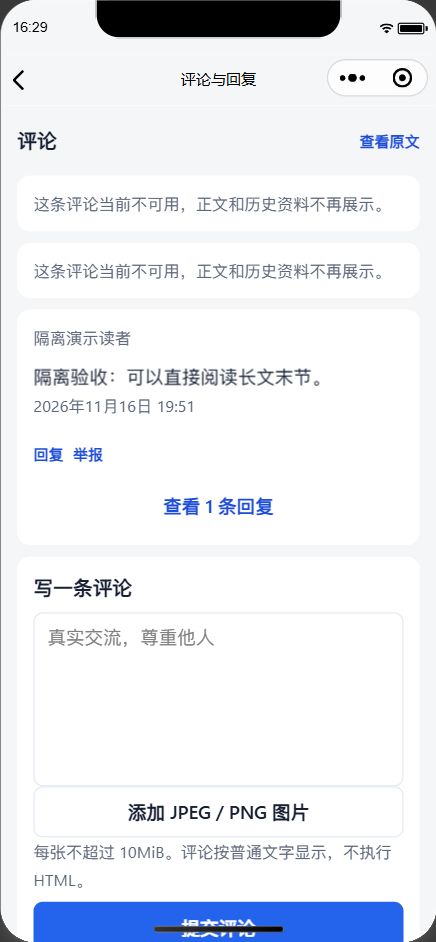 16:29
评论与回复
评论
查看原文
这条评论当前不可用，正文和历史资料不再展示。
这条评论当前不可用，正文和历史资料不再展示。
隔离演示读者
隔离验收：可以直接阅读长文末节。
2026年11月16日 19:51
回复 举报
查看 1 条回复
写一条评论
真实交流，尊重他人
添加 JPEG / PNG 图片
每张不超过 10MiB。评论按普通文字显示，不执行
HTML。
提交评论